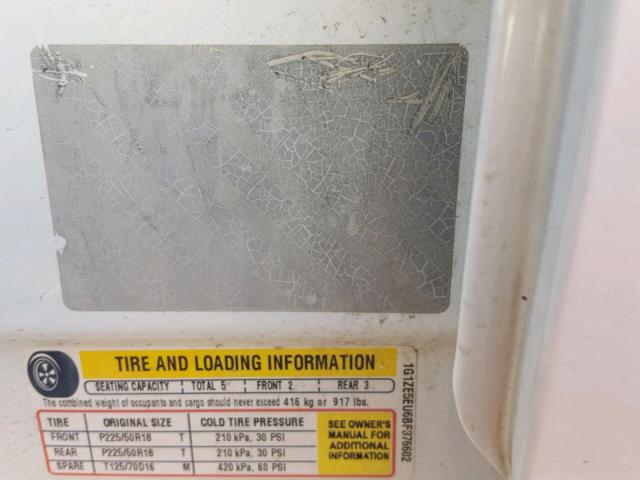 TIRE AND LOADING INFORMATION
SEATING CAPACITY TOTAL 5 FRONT 2 REAR 3
The combined weight of occupants and cargo should never exceed 416 kg or 917 lbs.
TIRE ORIGINAL SIZE COLD TIRE PRESSURE
FRONT P225/50R18 T 210 kPa, 30 PSI
REAR P225/50R18 T 210 kPa, 30 PSI
SPARE T125/70D16 M 420 kPa, 60 PSI
SEE OWNER'S
MANUAL FOR
ADDITIONAL
INFORMATION
1G1ZE5EU6BF376602